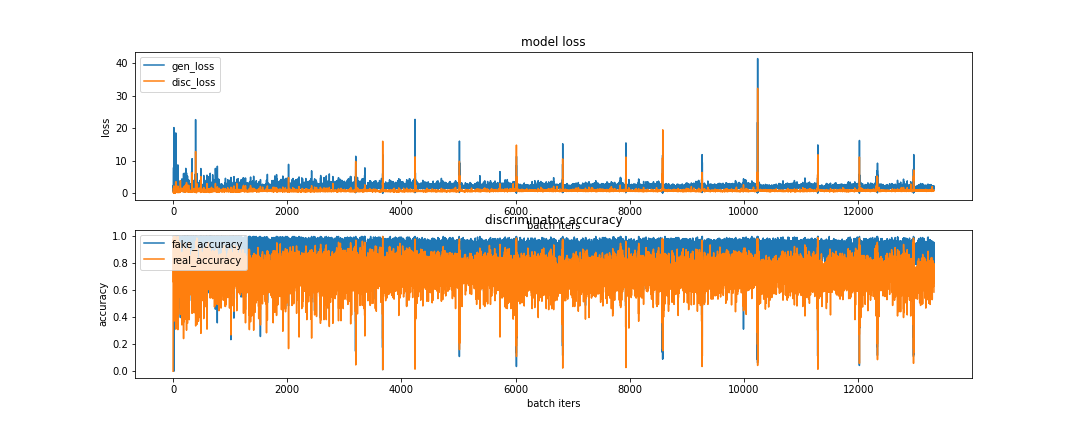 model loss
gen_loss
disc_loss
loss
40
30
20
10
0
0 2000 4000 6000 8000 10000 12000
batch iters
discriminator accuracy
fake_accuracy
real_accuracy
accuracy
1.0
0.8
0.6
0.4
0.2
0.0
0 2000 4000 6000 8000 10000 12000
batch iters